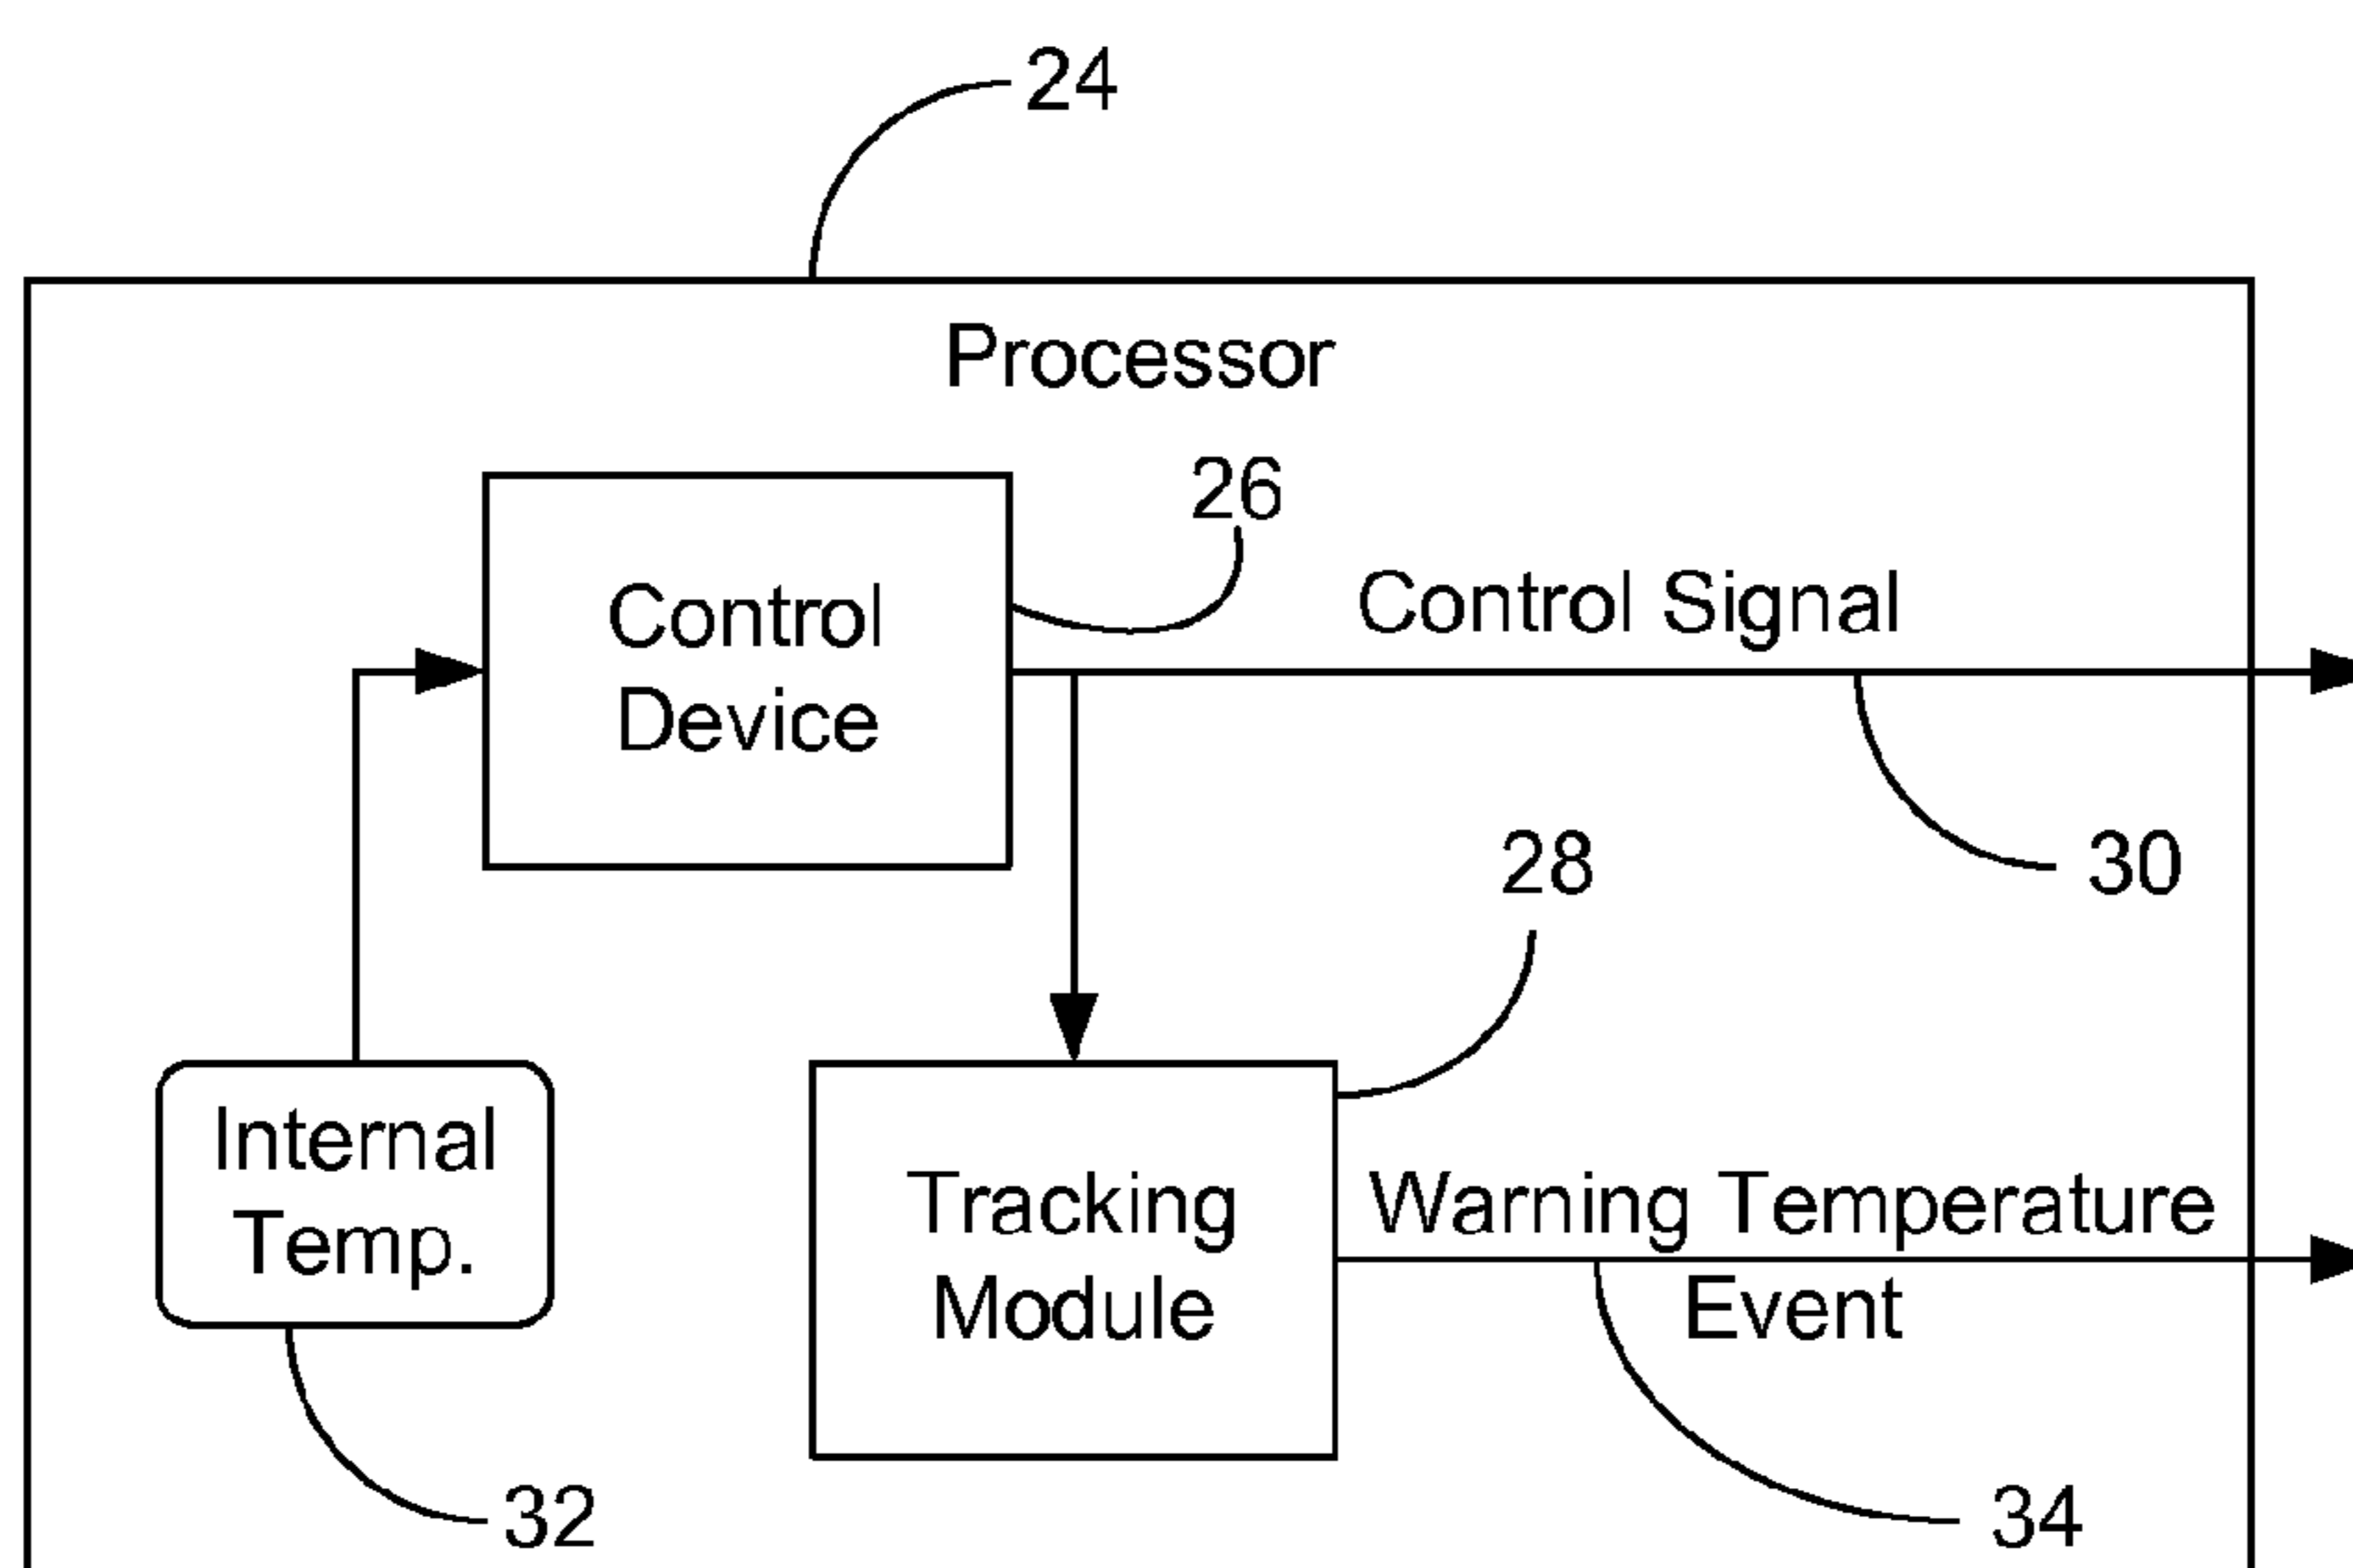 24
Processor
26
Control
Device
Control Signal
28
30
Internal
Temp.
Tracking
Module
Warning Temperature
Event
32
34